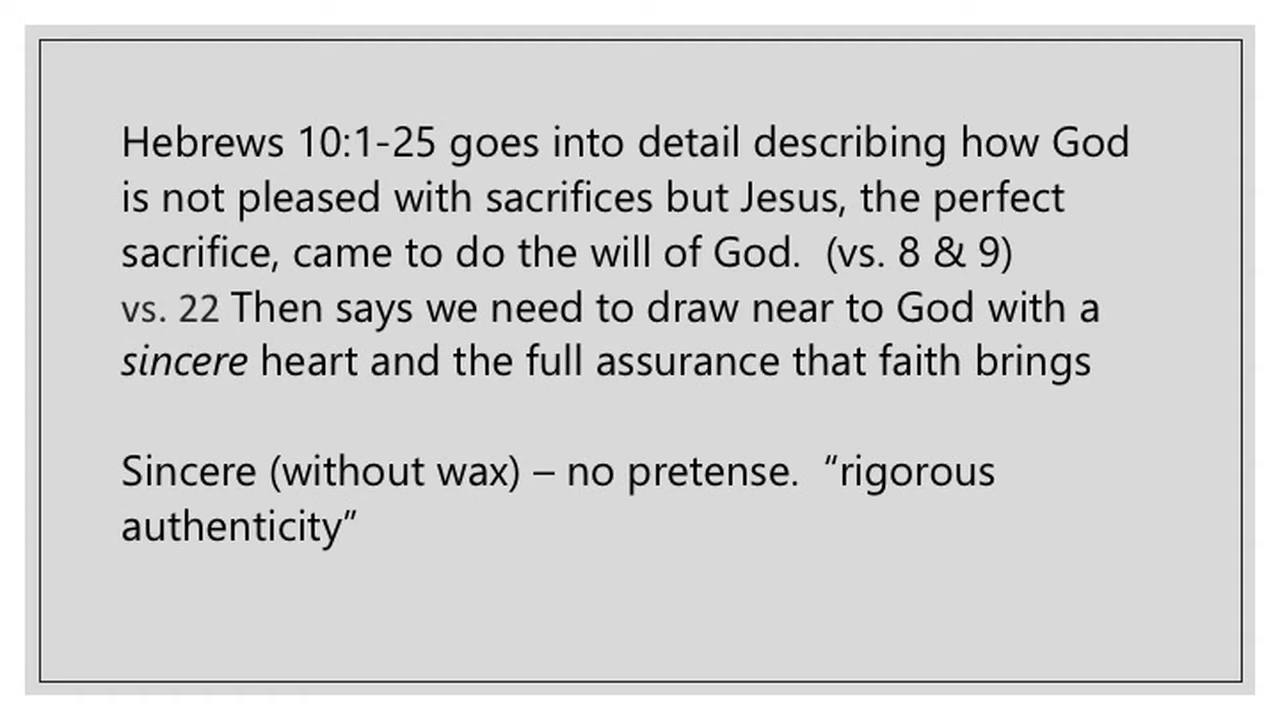 Hebrews 10:1-25 goes into detail describing how God
is not pleased with sacrifices but Jesus, the perfect
sacrifice, came to do the will of God.  (vs. 8 & 9)
vs. 22 Then says we need to draw near to God with a
sincere heart and the full assurance that faith brings
Sincere (without wax) – no pretense.  “rigorous
authenticity”